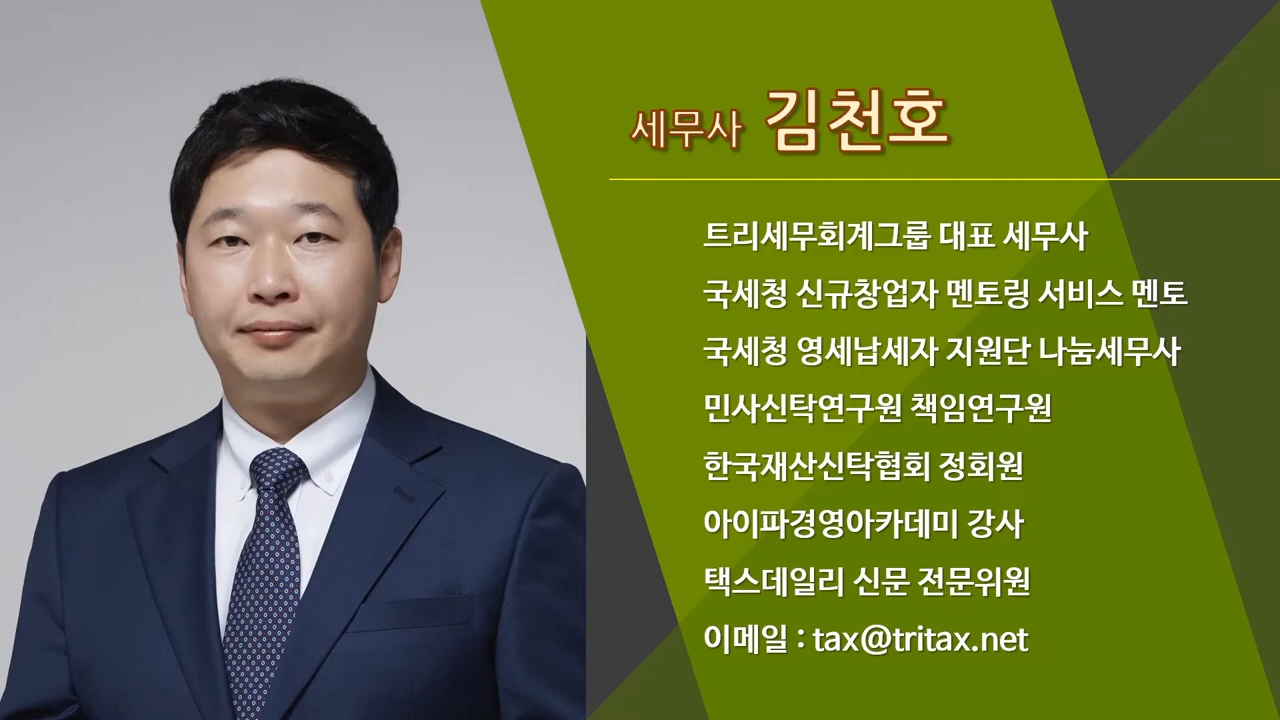 세무사 김천호
트리세무회계그룹 대표 세무사
국세청 신규창업자 멘토링 서비스 멘토
국세청 영세납세자 지원단 나눔세무사
민사신탁연구원 책임연구원
한국재산신탁협회 정회원
아이파경영아카데미 강사
택스데일리 신문 전문위원
이메일 : tax@tritax.net